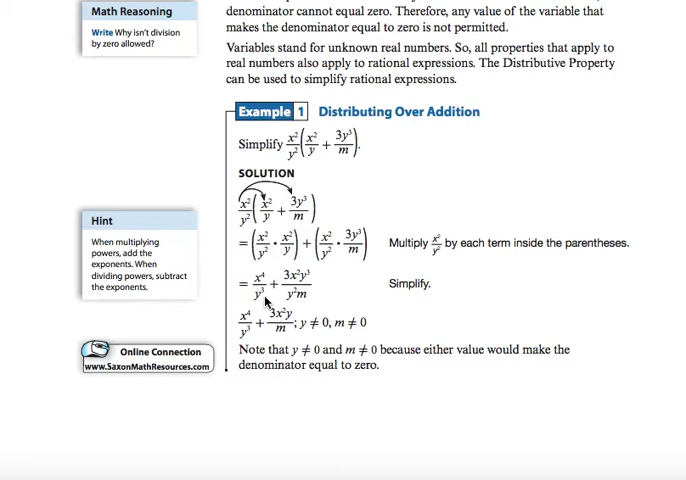 denominator cannot equal zero. Therefore, any value of the variable that
makes the denominator equal to zero is not permitted.
Variables stand for unknown real numbers. So, all properties that apply to
real numbers also apply to rational expressions. The Distributive Property
can be used to simplify rational expressions.
Math Reasoning
Write Why isn't division
by zero allowed?
Example 1 Distributing Over Addition
Simplify x²/y²(x²/y + 3y³/m).
SOLUTION
x²/y²(x²/y + 3y³/m)
= (x²/y² · x²/y) + (x²/y² · 3y³/m) Multiply x²/y² by each term inside the parentheses.
= x⁴/y³ + 3x²y³/y²m Simplify.
x⁴/y³ + 3x²y/m; y ≠ 0, m ≠ 0
Note that y ≠ 0 and m ≠ 0 because either value would make the
denominator equal to zero.
Hint
When multiplying
powers, add the
exponents. When
dividing powers, subtract
the exponents.
Online Connection
www.SaxonMathResources.com